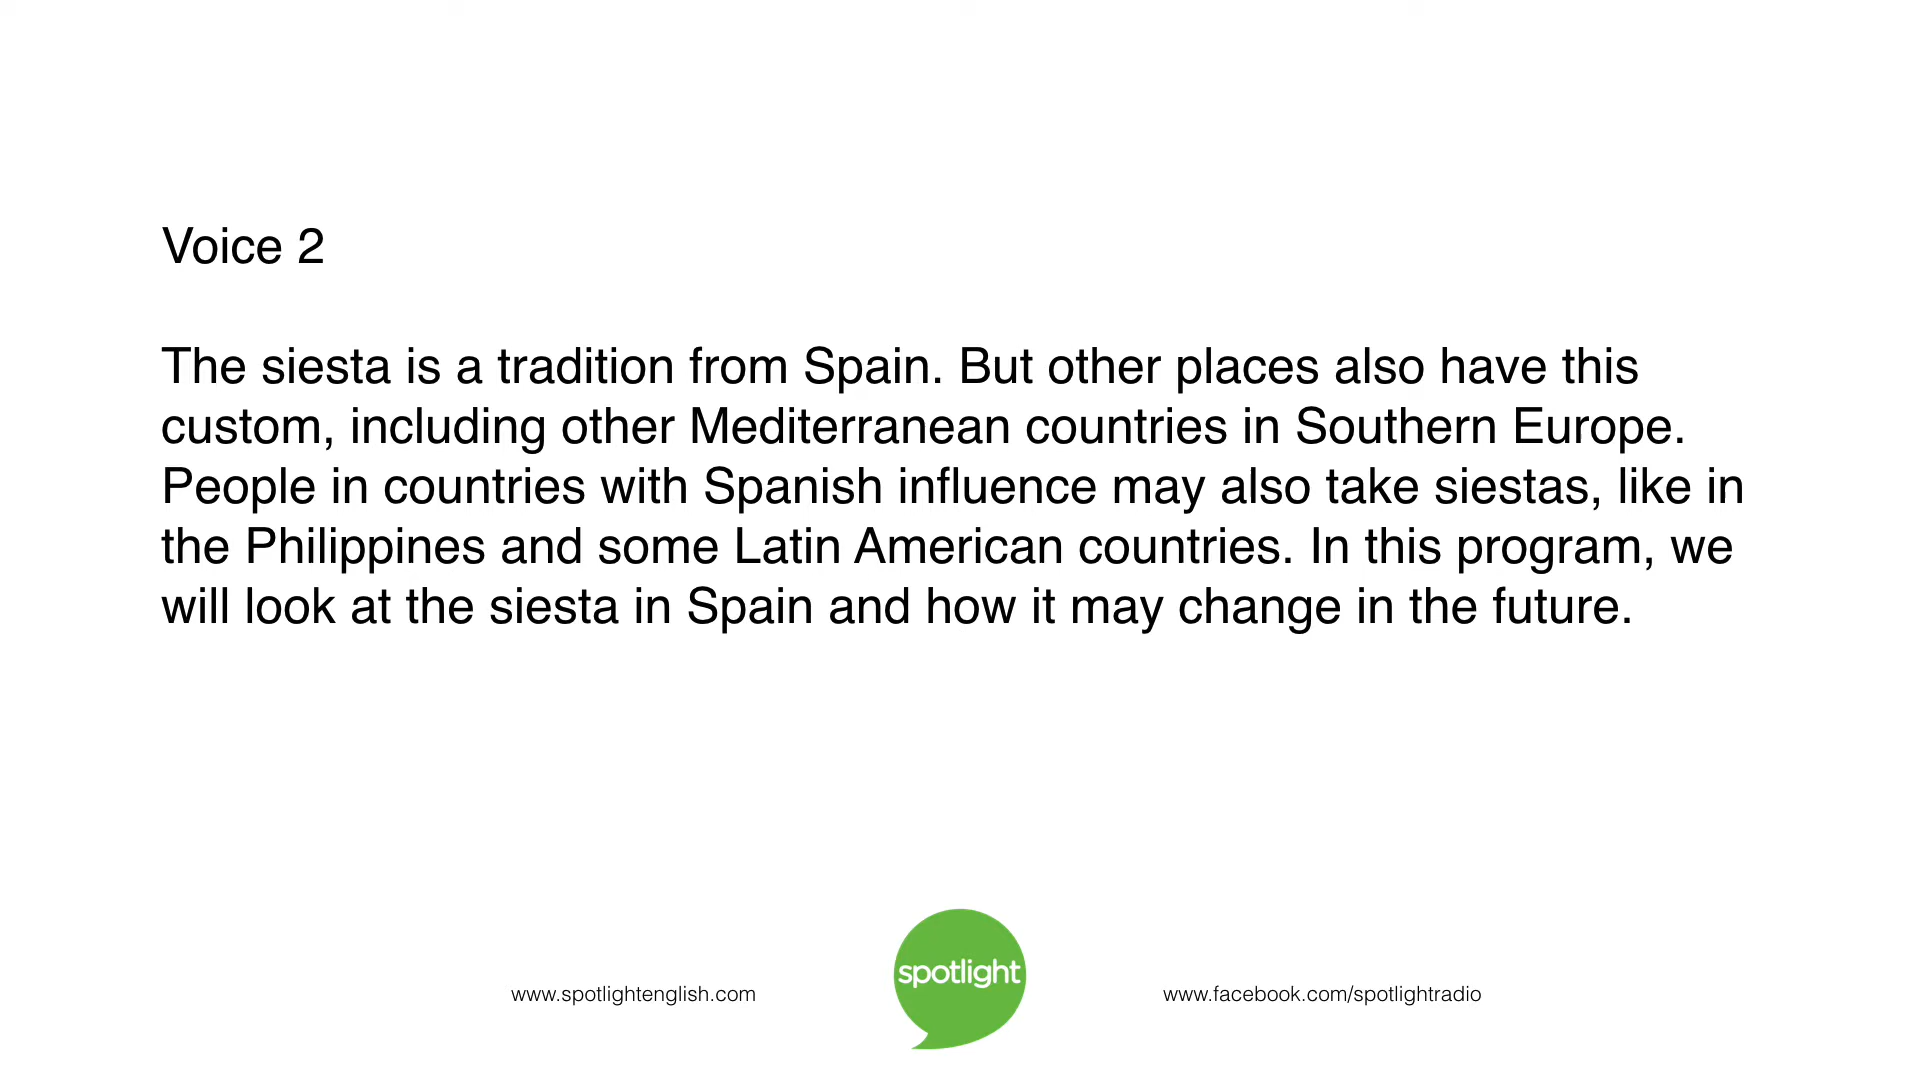 Voice 2
The siesta is a tradition from Spain. But other places also have this
custom, including other Mediterranean countries in Southern Europe.
People in countries with Spanish influence may also take siestas, like in
the Philippines and some Latin American countries. In this program, we
will look at the siesta in Spain and how it may change in the future.
www.spotlightenglish.com
spotlight
www.facebook.com/spotlightradio